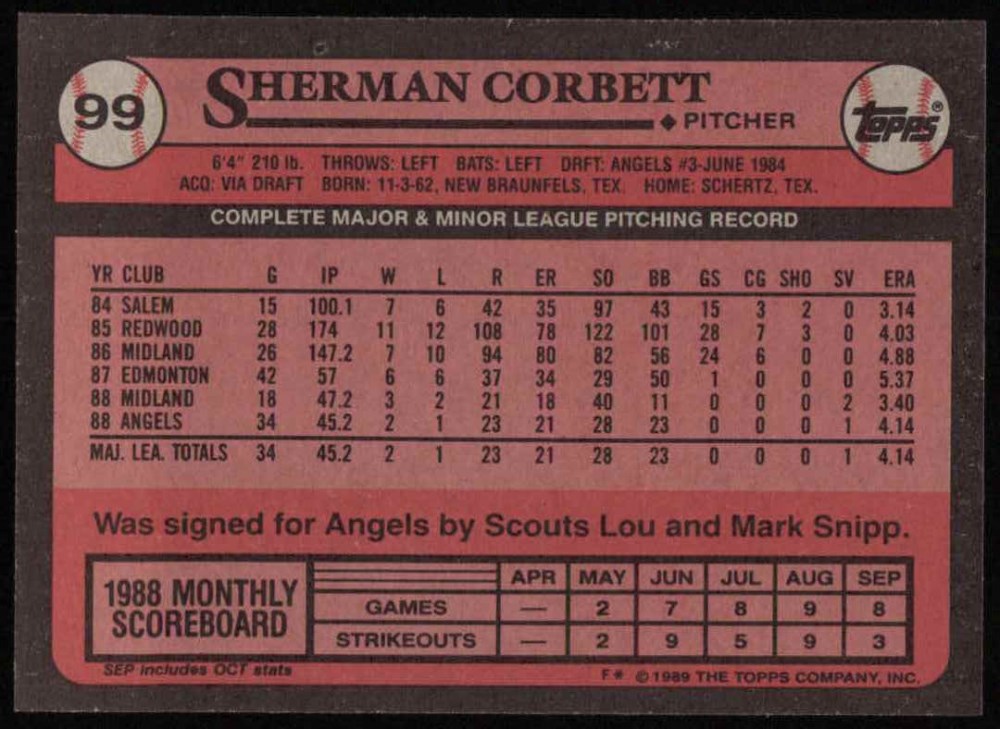 99
SHERMAN CORBETT
◆ PITCHER
TOPPS®
6'4" 210 lb. THROWS: LEFT BATS: LEFT DRFT: ANGELS #3-JUNE 1984
ACQ: VIA DRAFT BORN: 11-3-62, NEW BRAUNFELS, TEX. HOME: SCHERTZ, TEX.
COMPLETE MAJOR & MINOR LEAGUE PITCHING RECORD
YR CLUB G IP W L R ER SO BB GS CG SHO SV ERA
84 SALEM 15 100.1 7 6 42 35 97 43 15 3 2 0 3.14
85 REDWOOD 28 174 11 12 108 78 122 101 28 7 3 0 4.03
86 MIDLAND 26 147.2 7 10 94 80 82 56 24 6 0 0 4.88
87 EDMONTON 42 57 6 6 37 34 29 50 1 0 0 0 5.37
88 MIDLAND 18 47.2 3 2 21 18 40 11 0 0 0 2 3.40
88 ANGELS 34 45.2 2 1 23 21 28 23 0 0 0 1 4.14
MAJ. LEA. TOTALS 34 45.2 2 1 23 21 28 23 0 0 0 1 4.14
Was signed for Angels by Scouts Lou and Mark Snipp.
1988 MONTHLY
SCOREBOARD
APR MAY JUN JUL AUG SEP
GAMES — 2 7 8 9 8
STRIKEOUTS — 2 9 5 9 3
SEP includes OCT stats
F* © 1989 THE TOPPS COMPANY, INC.